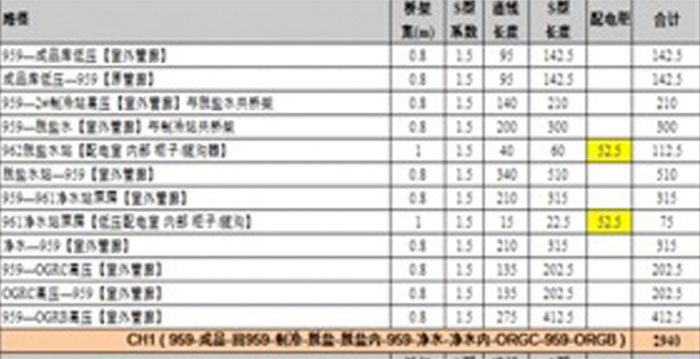 路径 桥架宽(m) S型系数 直线长度 S型长度 配电柜 合计
959—成品库低压【室外管廊】 0.8 1.5 95 142.5 142.5
成品库低压—959【原管廊】 0.8 1.5 95 142.5 142.5
959—2#制冷站高压【室外管廊】与脱盐水共桥架 0.8 1.5 140 210 210
959—脱盐水【室外管廊】与制冷站共桥架 0.8 1.5 200 300 300
962脱盐水站【配电室 内部 柜子/缆沟器】 1 1.5 40 60 52.5 112.5
脱盐水站—959【室外管廊】 0.8 1.5 340 510 510
959—961净水站泵房【室外管廊】 0.8 1.5 210 315 315
961净水站泵房【低压配电室 内部 柜子/缆沟】 1 1.5 15 22.5 52.5 75
净水—959【室外管廊】 0.8 1.5 210 315 315
959—OGRC高压【室外管廊】 0.8 1.5 135 202.5 202.5
OGRC高压—959【室外管廊】 0.8 1.5 135 202.5 202.5
959—OGRB高压【室外管廊】 0.8 1.5 275 412.5 412.5
CH1（959-成品-回959-制冷-脱盐-脱盐内-959-净水-净水内-ORGC-959-ORGB） 2940